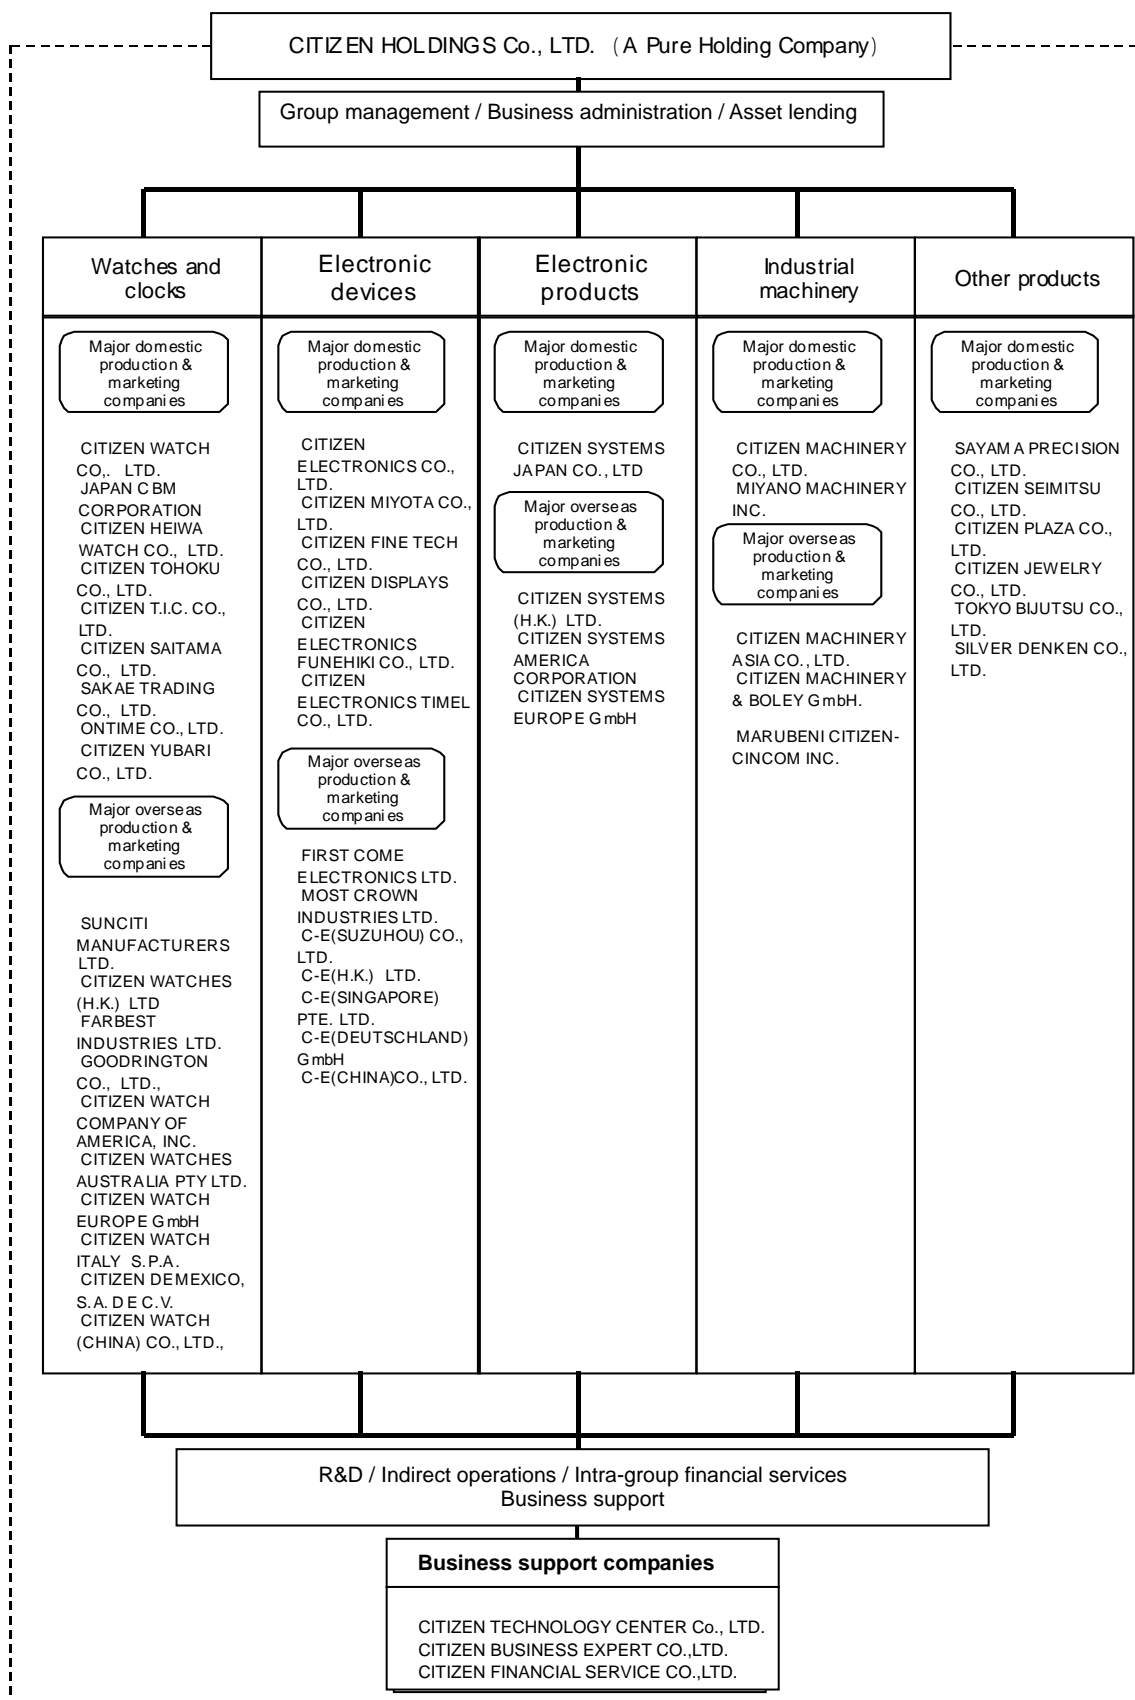 CITIZEN HOLDINGS Co., LTD. (A Pure Holding Company)
Group management / Business administration / Asset lending
Watches and
clocks
Major domestic
production &
marketing
companies
CITIZEN WATCH
CO,. LTD.
JAPAN CBM
CORPORATION
CITIZEN HEIWA
WATCH CO., LTD.
CITIZEN TOHOKU
CO., LTD.
CITIZEN T.I.C. CO.,
LTD.
CITIZEN SAITAMA
CO., LTD.
SAKAE TRADING
CO., LTD.
ONTIME CO., LTD.
CITIZEN YUBARI
CO., LTD.
Major overseas
production &
marketing
companies
SUNCITI
MANUFACTURERS
LTD.
CITIZEN WATCHES
(H.K.) LTD
FARBEST
INDUSTRIES LTD.
GOODRINGTON
CO., LTD.,
CITIZEN WATCH
COMPANY OF
AMERICA, INC.
CITIZEN WATCHES
AUSTRALIA PTY LTD.
CITIZEN WATCH
EUROPE GmbH
CITIZEN WATCH
ITALY S.P.A.
CITIZEN DEMEXICO,
S.A. DE C.V.
CITIZEN WATCH
(CHINA) CO., LTD.,
Electronic
devices
Major domestic
production &
marketing
companies
CITIZEN
ELECTRONICS CO.,
LTD.
CITIZEN MIYOTA CO.,
LTD.
CITIZEN FINE TECH
CO., LTD.
CITIZEN DISPLAYS
CO., LTD.
CITIZEN
ELECTRONICS
FUNEHIKI CO., LTD.
CITIZEN
ELECTRONICS TIMEL
CO., LTD.
Major overseas
production &
marketing
companies
FIRST COME
ELECTRONICS LTD.
MOST CROWN
INDUSTRIES LTD.
C-E(SUZUHOU) CO.,
LTD.
C-E(H.K.) LTD.
C-E(SINGAPORE)
PTE. LTD.
C-E(DEUTSCHLAND)
GmbH
C-E(CHINA)CO., LTD.
Electronic
products
Major domestic
production &
marketing
companies
CITIZEN SYSTEMS
JAPAN CO., LTD
Major overseas
production &
marketing
companies
CITIZEN SYSTEMS
(H.K.) LTD.
CITIZEN SYSTEMS
AMERICA
CORPORATION
CITIZEN SYSTEMS
EUROPE GmbH
Industrial
machinery
Major domestic
production &
marketing
companies
CITIZEN MACHINERY
CO., LTD.
MIYANO MACHINERY
INC.
Major overseas
production &
marketing
companies
CITIZEN MACHINERY
ASIA CO., LTD.
CITIZEN MACHINERY
& BOLEY GmbH.
MARUBENI CITIZEN-
CINCOM INC.
Other products
Major domestic
production &
marketing
companies
SAYAMA PRECISION
CO., LTD.
CITIZEN SEIMITSU
CO., LTD.
CITIZEN PLAZA CO.,
LTD.
CITIZEN JEWELRY
CO., LTD.
TOKYO BIJUTSU CO.,
LTD.
SILVER DENKEN CO.,
LTD.
R&D / Indirect operations / Intra-group financial services
Business support
Business support companies
CITIZEN TECHNOLOGY CENTER Co., LTD.
CITIZEN BUSINESS EXPERT CO.,LTD.
CITIZEN FINANCIAL SERVICE CO.,LTD.